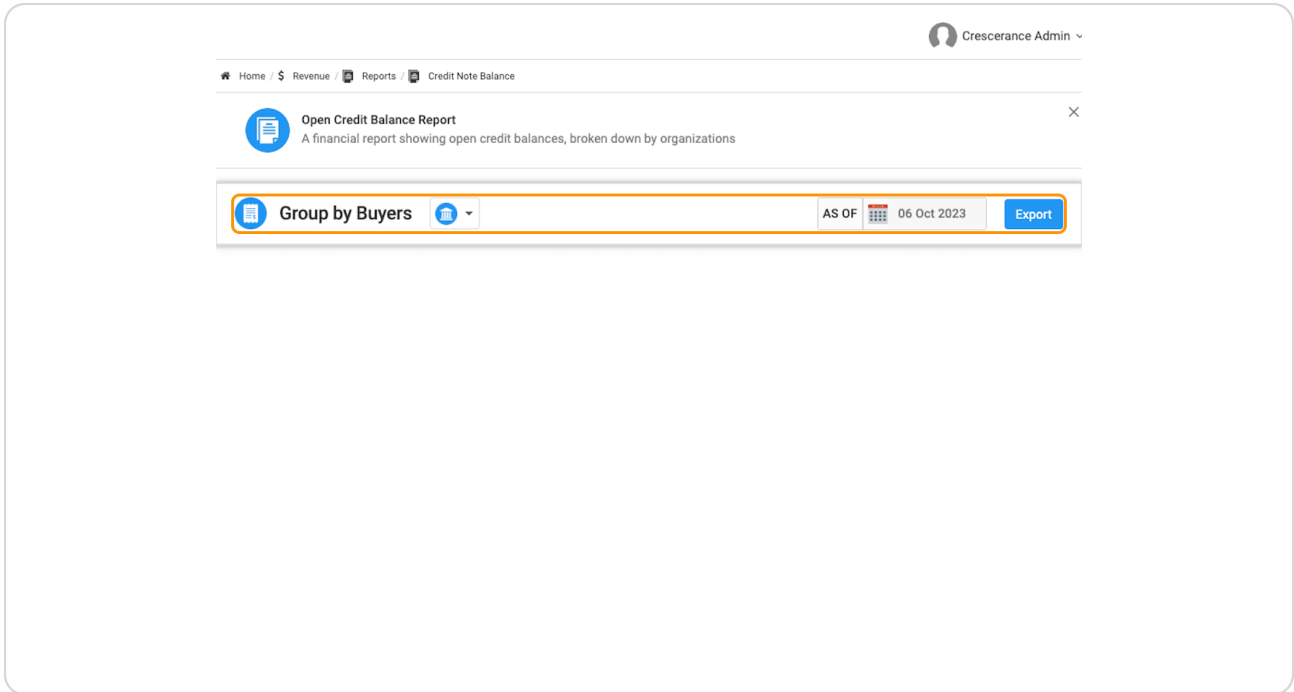 Crescerance Admin
Home / $ Revenue / Reports / Credit Note Balance
Open Credit Balance Report
A financial report showing open credit balances, broken down by organizations
Group by Buyers AS OF 06 Oct 2023 Export